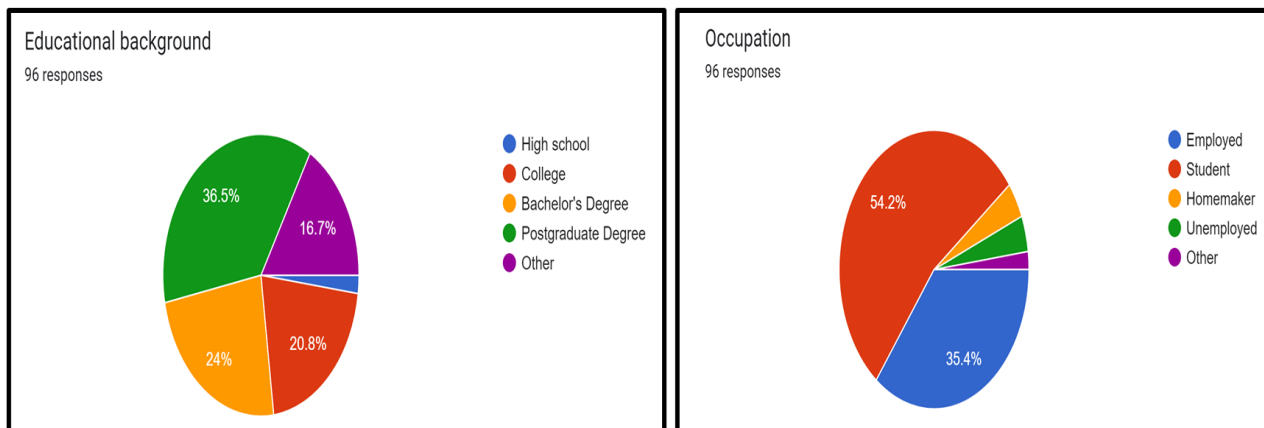 Educational background
96 responses
36.5%
16.7%
24%
20.8%
High school
College
Bachelor's Degree
Postgraduate Degree
Other
Occupation
96 responses
54.2%
35.4%
Employed
Student
Homemaker
Unemployed
Other